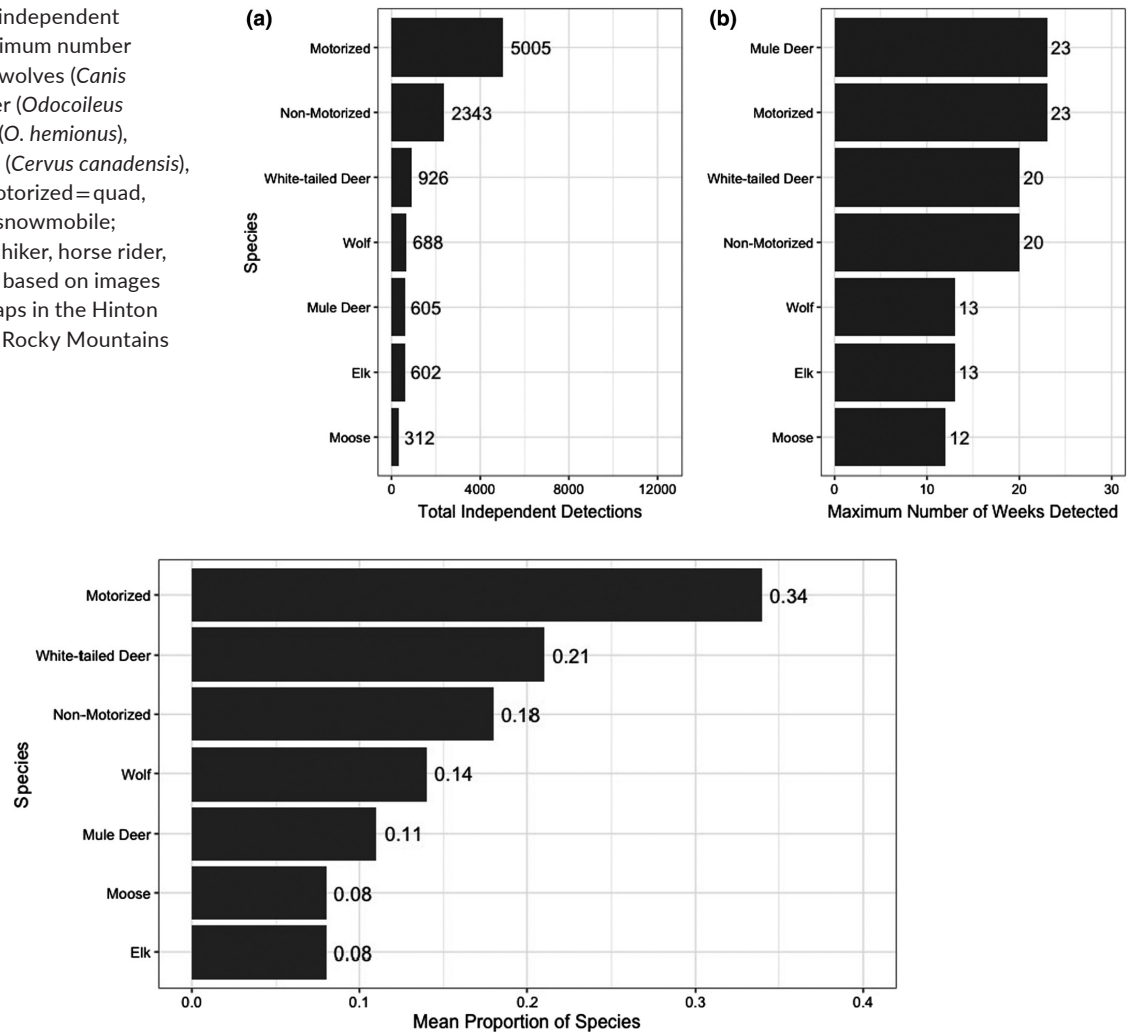 independent
imum number
wolves (Canis
er (Odocoileus
(O. hemionus),
(Cervus canadensis),
otorized=quad,
snowmobile;
hiker, horse rider,
based on images
aps in the Hinton
Rocky Mountains
(a)
Species
Motorized 5005
Non-Motorized 2343
White-tailed Deer 926
Wolf 688
Mule Deer 605
Elk 602
Moose 312
0 4000 8000 12000
Total Independent Detections
(b)
Mule Deer 23
Motorized 23
White-tailed Deer 20
Non-Motorized 20
Wolf 13
Elk 13
Moose 12
0 10 20 30
Maximum Number of Weeks Detected
Species
Motorized 0.34
White-tailed Deer 0.21
Non-Motorized 0.18
Wolf 0.14
Mule Deer 0.11
Moose 0.08
Elk 0.08
0.0 0.1 0.2 0.3 0.4
Mean Proportion of Species